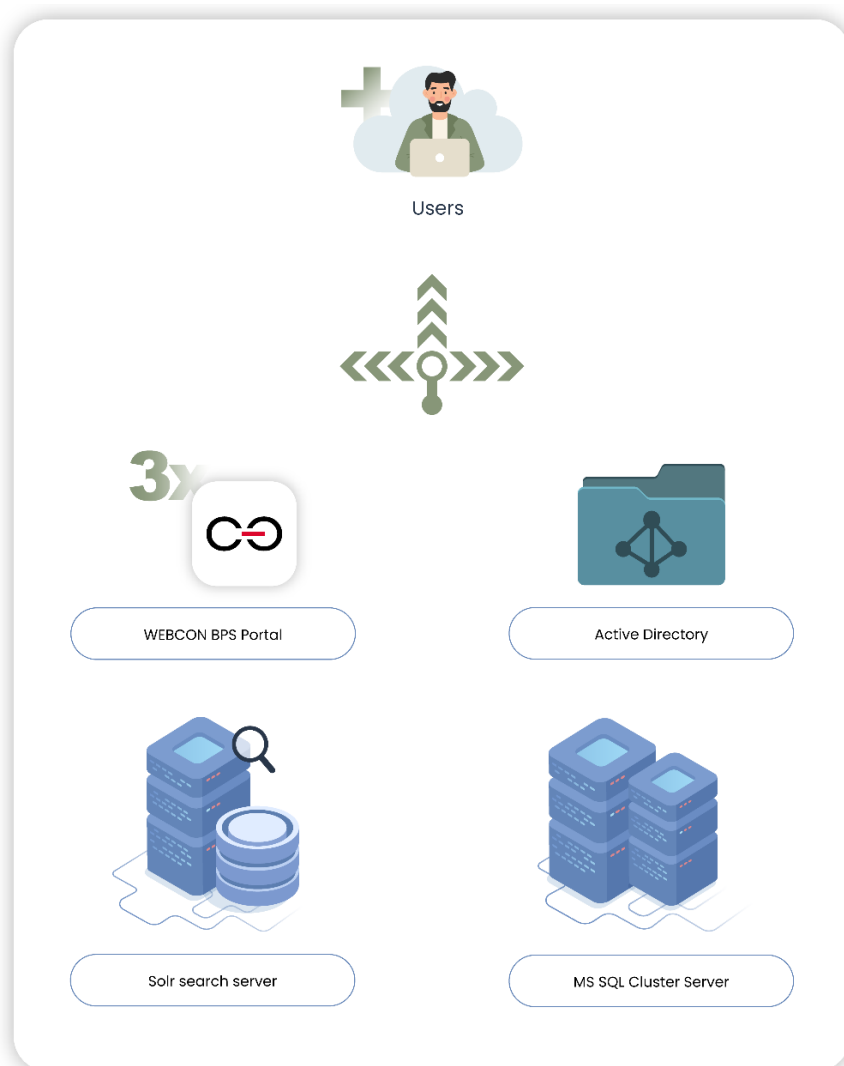 Users
3x
WEBCON BPS Portal
Active Directory
Solr search server
MS SQL Cluster Server